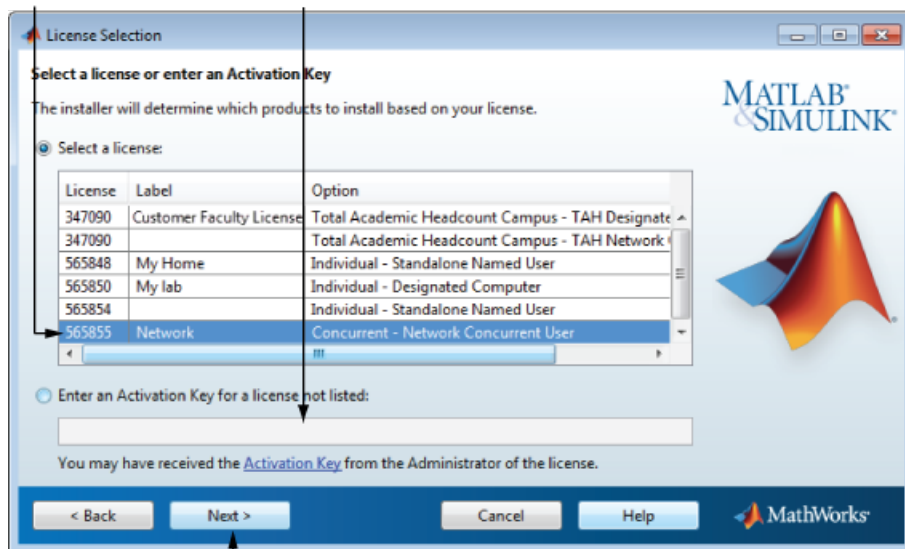 License Selection
Select a license or enter an Activation Key
The installer will determine which products to install based on your license.
MATLAB®
&SIMULINK®
Select a license:
License Label Option
347090 Customer Faculty License Total Academic Headcount Campus - TAH Designate
347090 Total Academic Headcount Campus - TAH Network
565848 My Home Individual - Standalone Named User
565850 My lab Individual - Designated Computer
565854 Individual - Standalone Named User
565855 Network Concurrent - Network Concurrent User
Enter an Activation Key for a license not listed:
You may have received the Activation Key from the Administrator of the license.
< Back Next > Cancel Help MathWorks®